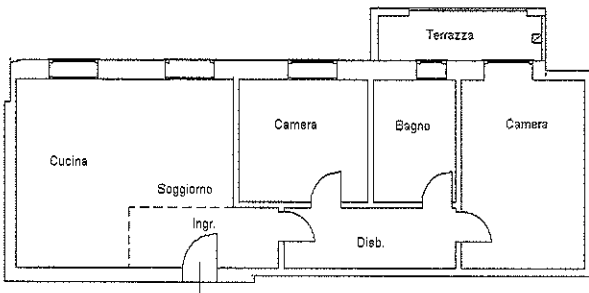 Terrazza
Camera
Bagno
Camera
Cucina
Soggiorno
Ingr.
Disb.